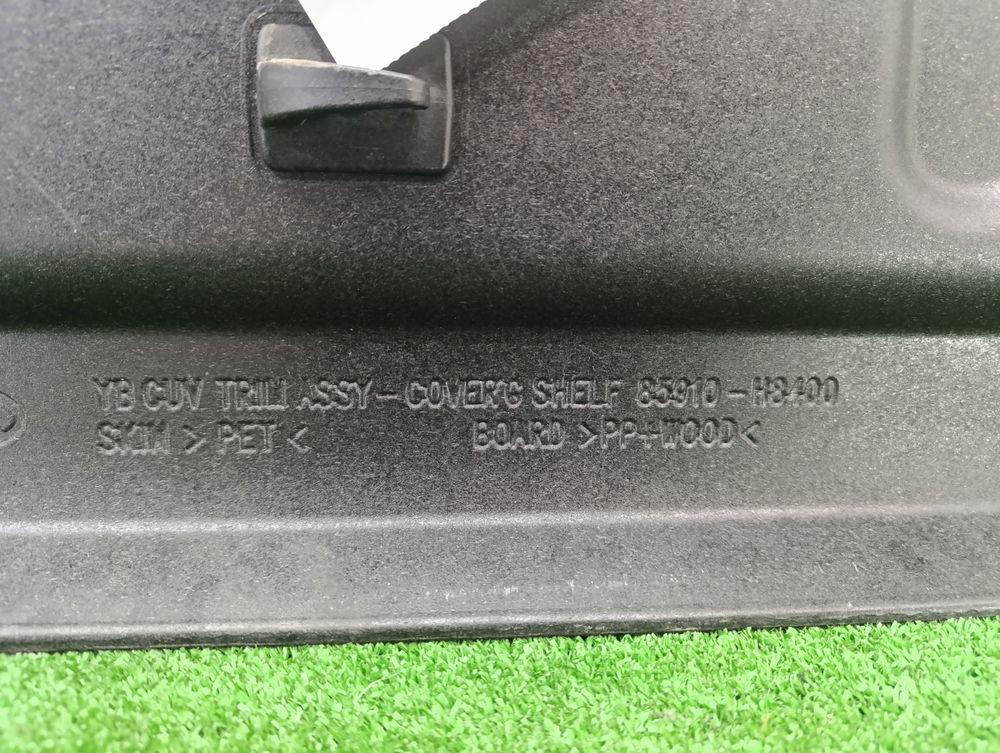 YB CUV TRIM ASSY-COVER'G SHELF 85910-H8400
SKIN >PET< BOARD >PP+WOOD<